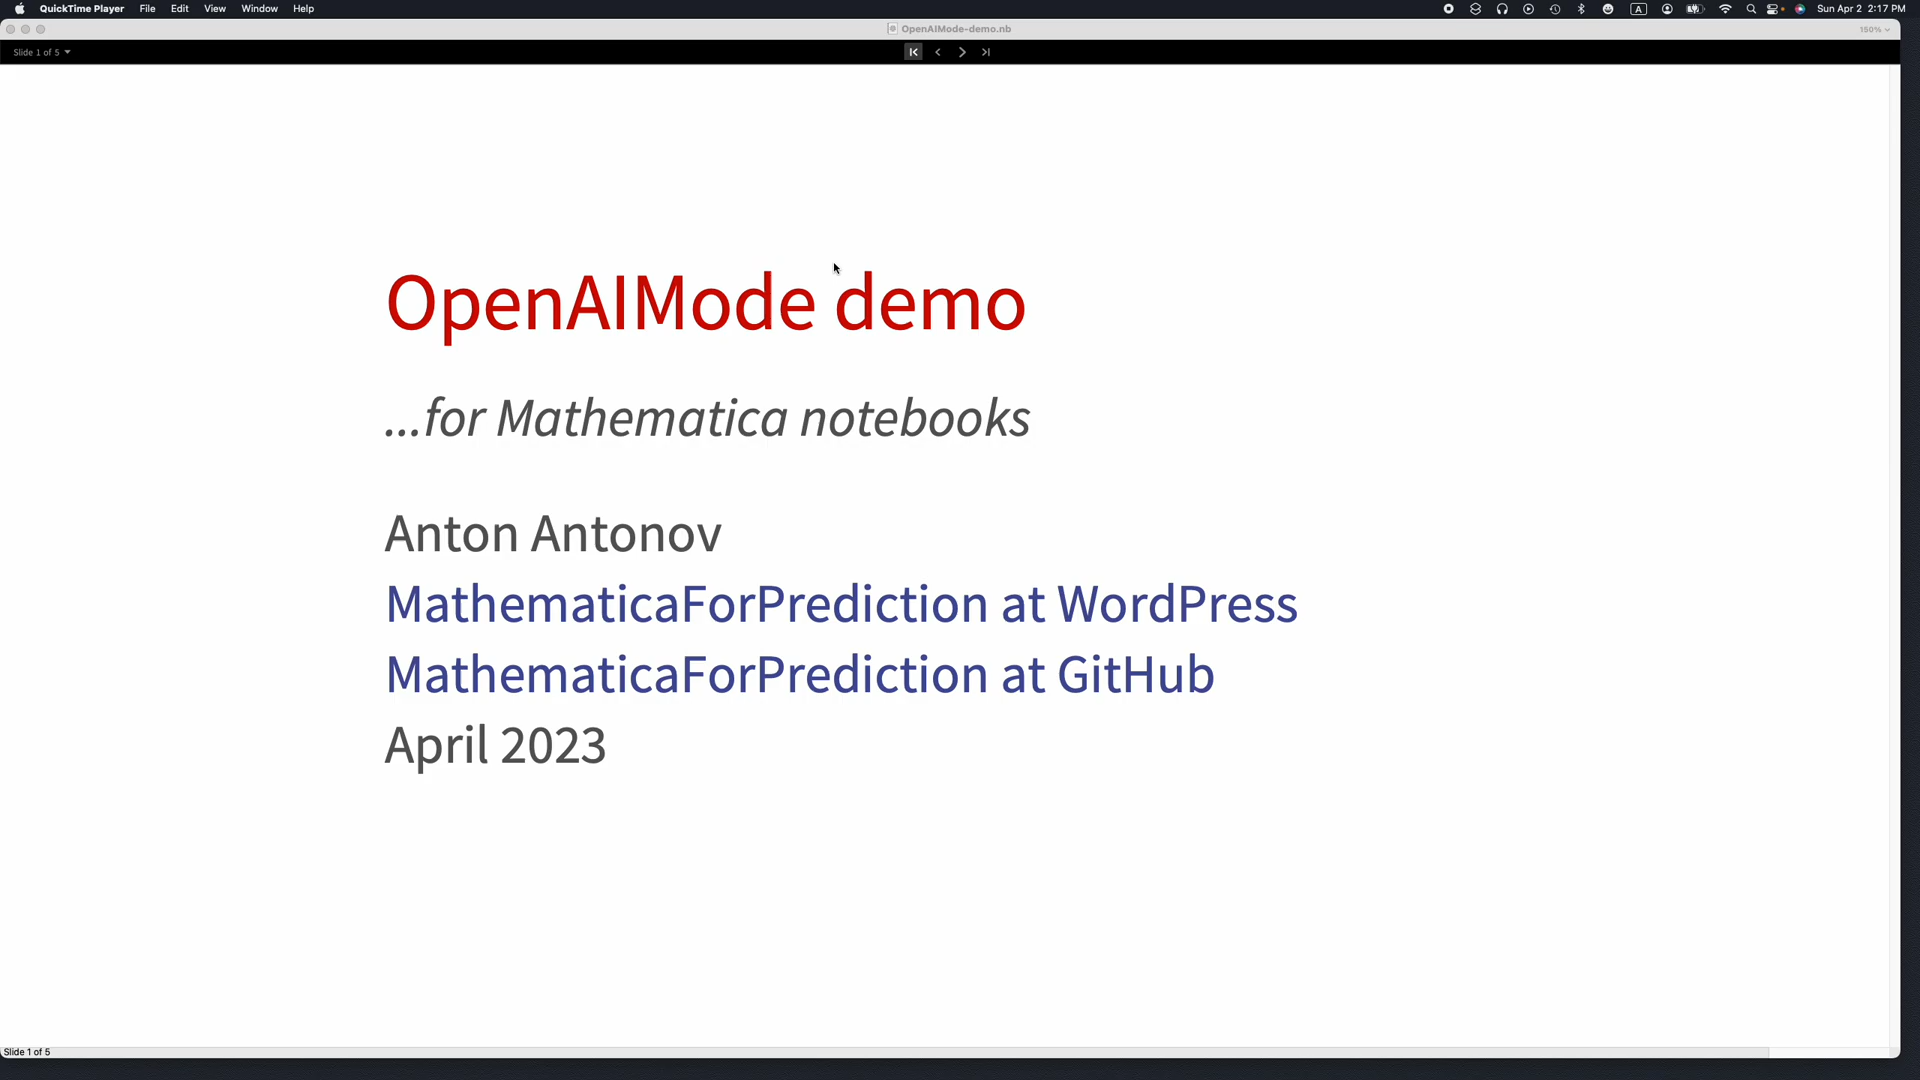 QuickTime Player File Edit View Window Help
A
Sun Apr 2 2:17 PM
OpenAIMode-demo.nb
150%
Slide 1 of 5
OpenAIMode demo
...for Mathematica notebooks
Anton Antonov
MathematicaForPrediction at WordPress
MathematicaForPrediction at GitHub
April 2023
Slide 1 of 5